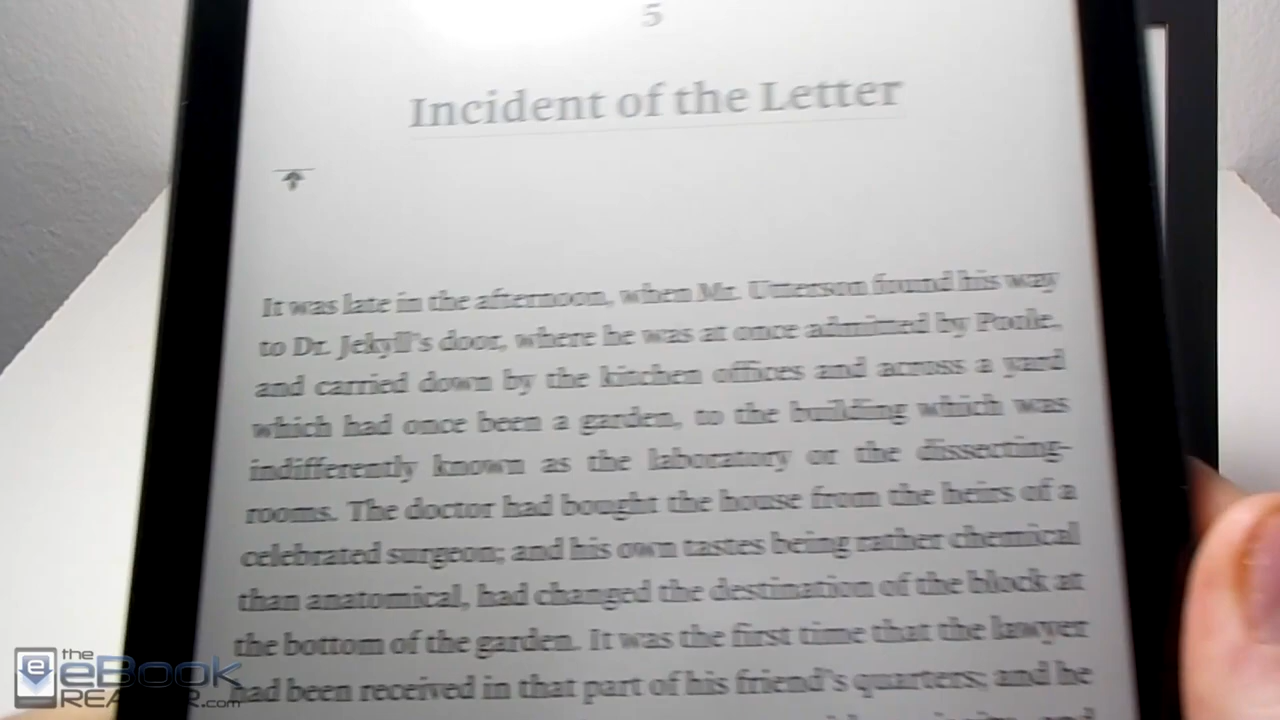 5
Incident of the Letter
It was late in the afternoon, when Mr. Utterson found his way
to Dr. Jekyll's door, where he was at once admitted by Poole,
and carried down by the kitchen offices and across a yard
which had once been a garden, to the building which was
indifferently known as the laboratory or the dissecting-
rooms. The doctor had bought the house from the heirs of a
celebrated surgeon; and his own tastes being rather chemical
than anatomical, had changed the destination of the block at
the bottom of the garden. It was the first time that the lawyer
had been received in that part of his friend's quarters; and he
the
eBook
READER.com